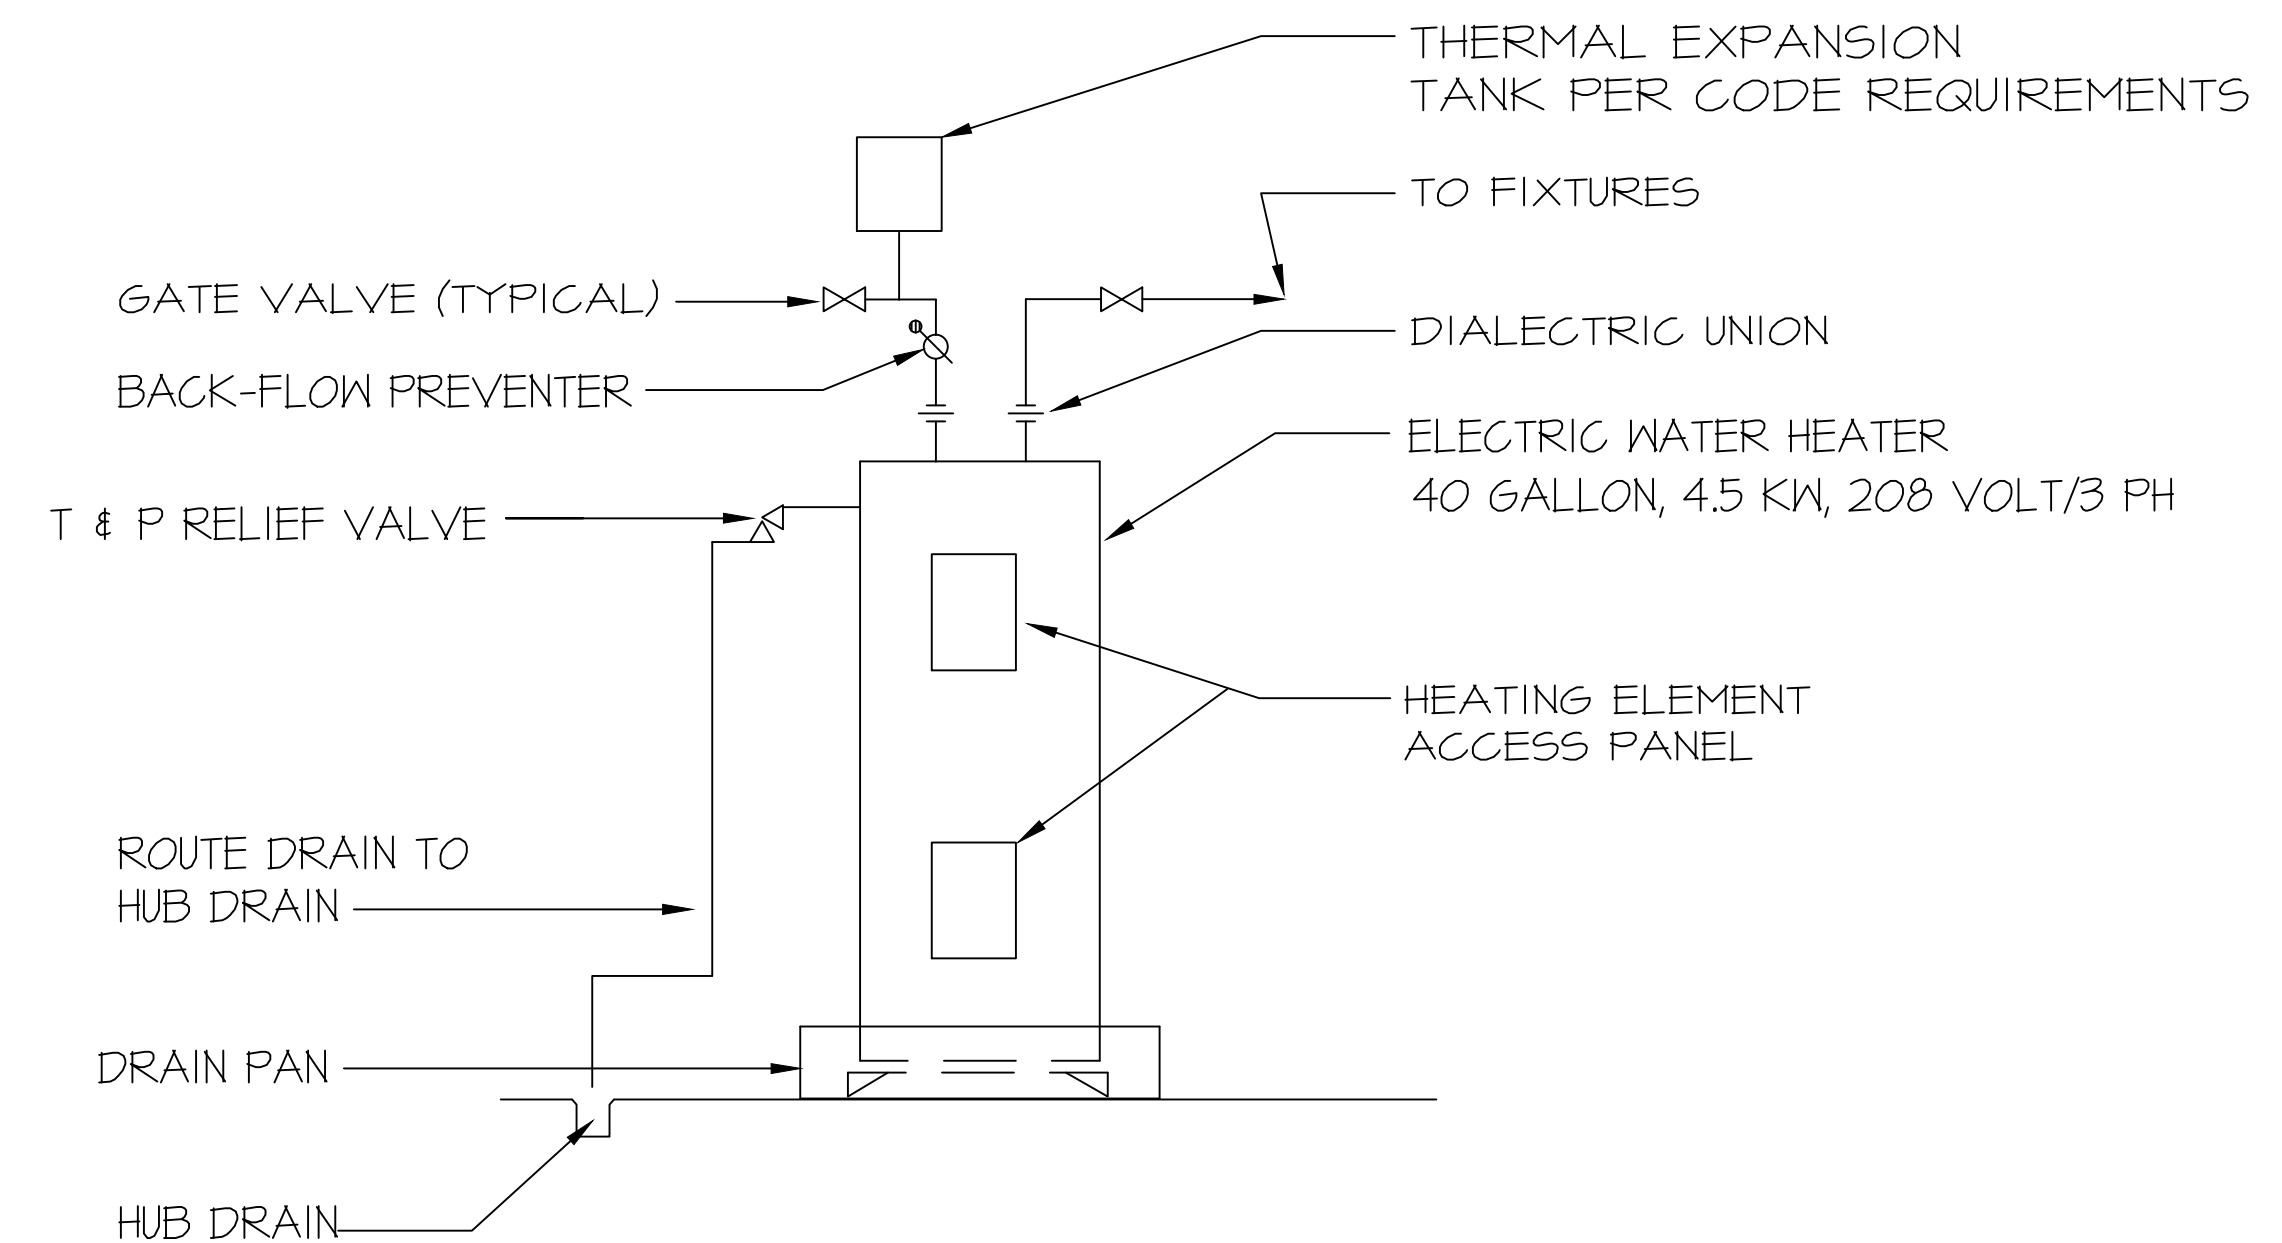 THERMAL EXPANSION
TANK PER CODE REQUIREMENTS
TO FIXTURES
GATE VALVE (TYPICAL)
DIALECTRIC UNION
BACK-FLOW PREVENTER
ELECTRIC WATER HEATER
40 GALLON, 4.5 KW, 208 VOLT/3 PH
T & P RELIEF VALVE
HEATING ELEMENT
ACCESS PANEL
ROUTE DRAIN TO
HUB DRAIN
DRAIN PAN
HUB DRAIN